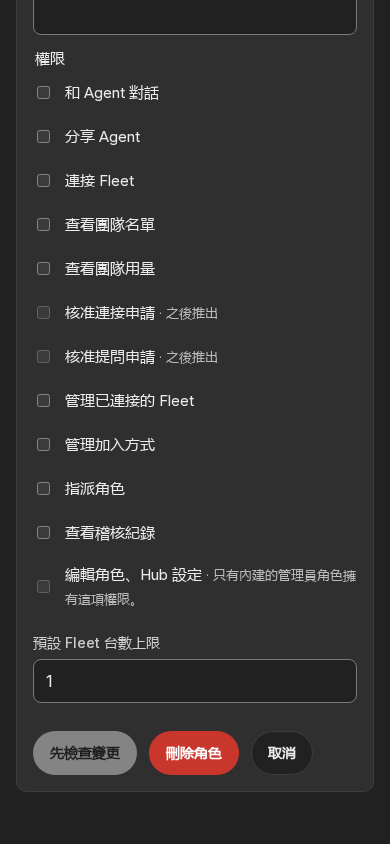 權限
和 Agent 對話
分享 Agent
連接 Fleet
查看團隊名單
查看團隊用量
核准連接申請 · 之後推出
核准提問申請 · 之後推出
管理已連接的 Fleet
管理加入方式
指派角色
查看稽核紀錄
編輯角色、Hub 設定 · 只有內建的管理員角色擁
有這項權限。
預設 Fleet 台數上限
1
先檢查變更 刪除角色 取消